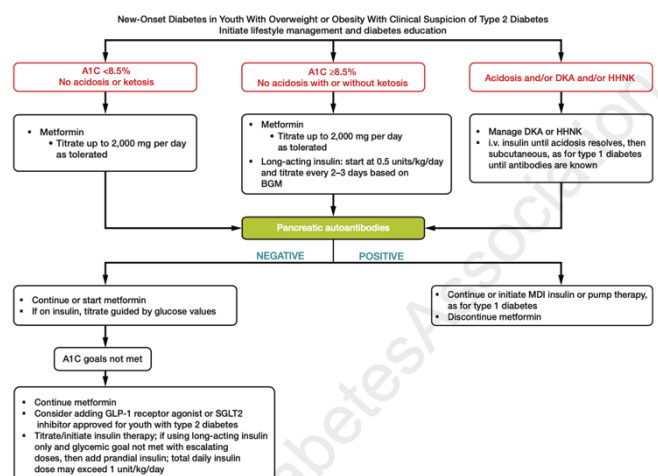 New-Onset Diabetes in Youth With Overweight or Obesity With Clinical Suspicion of Type 2 Diabetes
Initiate lifestyle management and diabetes education
A1C <8.5%
No acidosis or ketosis
A1C ≥8.5%
No acidosis with or without ketosis
Acidosis and/or DKA and/or HHNK
▪ Metformin
• Titrate up to 2,000 mg per day
as tolerated
▪ Metformin
• Titrate up to 2,000 mg per day
as tolerated
▪ Long-acting insulin: start at 0.5 units/kg/day
and titrate every 2–3 days based on
BGM
▪ Manage DKA or HHNK
▪ i.v. insulin until acidosis resolves, then
subcutaneous, as for type 1 diabetes
until antibodies are known
Pancreatic autoantibodies
NEGATIVE
POSITIVE
▪ Continue or start metformin
▪ If on insulin, titrate guided by glucose values
▪ Continue or initiate MDI insulin or pump therapy,
as for type 1 diabetes
▪ Discontinue metformin
A1C goals not met
▪ Continue metformin
▪ Consider adding GLP-1 receptor agonist or SGLT2
inhibitor approved for youth with type 2 diabetes
▪ Titrate/initiate insulin therapy; if using long-acting insulin
only and glycemic goal not met with escalating
doses, then add prandial insulin; total daily insulin
dose may exceed 1 unit/kg/day
abetesAssociation